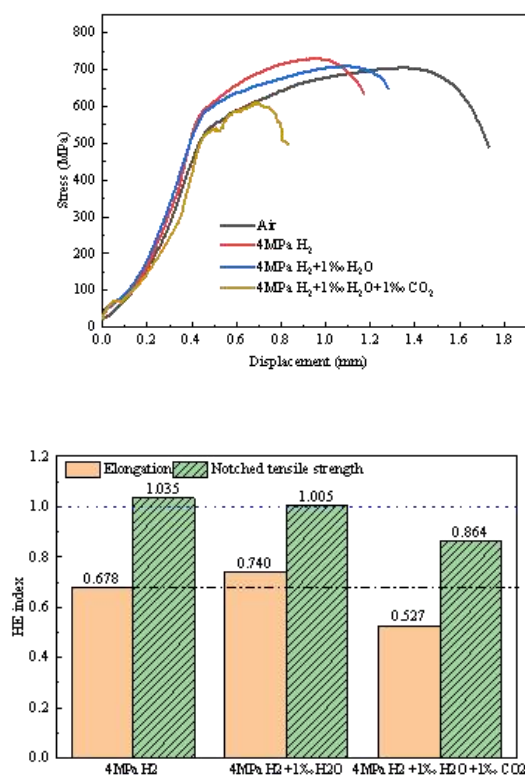 800
700
600
500
400
300
200
100
0
Stress (MPa)
Air
4MPa H₂
4MPa H₂+1‰ H₂O
4MPa H₂+1‰ H₂O+1‰ CO₂
0.0 0.2 0.4 0.6 0.8 1.0 1.2 1.4 1.6 1.8
Displacement (mm)
1.2
1.0
0.8
0.6
0.4
0.2
0.0
HE index
Elongation Notched tensile strength
0.678 1.035 0.740 1.005 0.527 0.864
4MPa H2 4MPa H2+1‰ H2O 4MPa H2+1‰ H2O+1‰ CO2